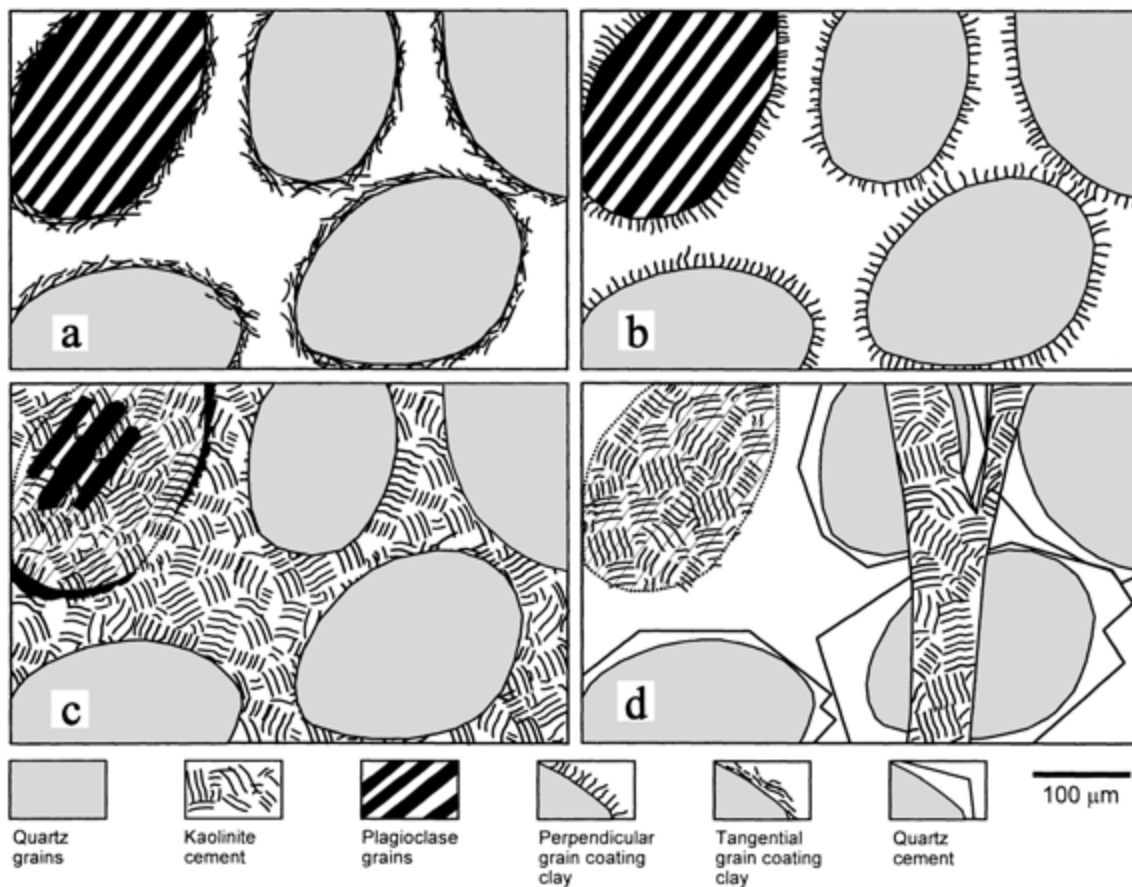 a
b
c
d
Quartz
grains
Kaolinite
cement
Plagioclase
grains
Perpendicular
grain coating
clay
Tangential
grain coating
clay
Quartz
cement
100 μm